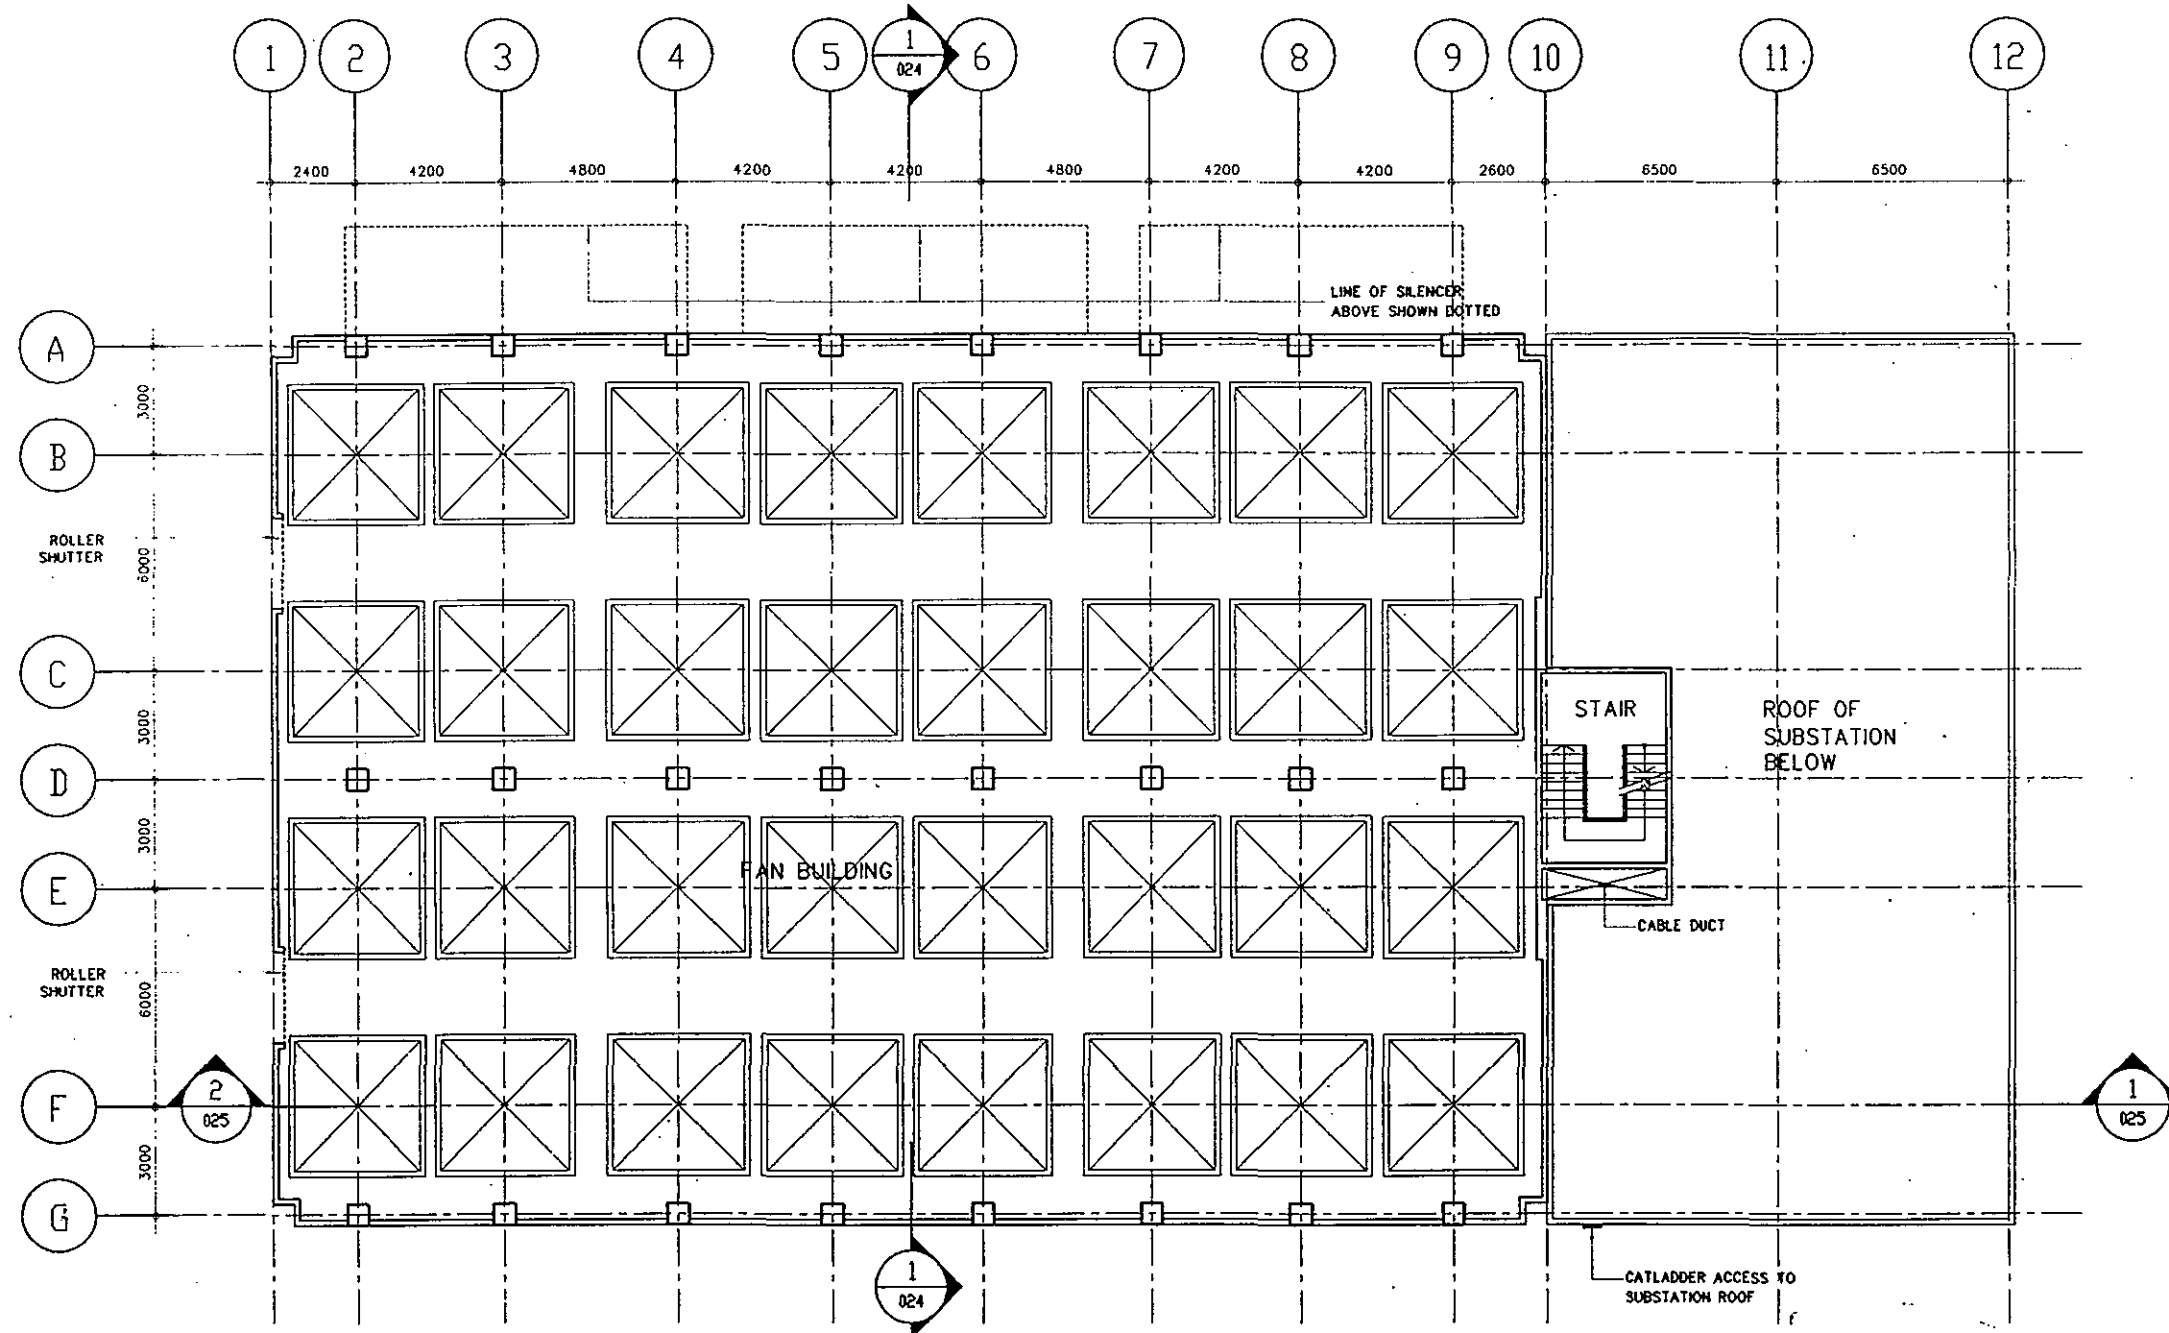 1 2 3 4 5 1 6 7 8 9 10 11 12
024
2400 4200 4800 4200 4200 4800 4200 4200 2600 6500 6500
LINE OF SILENCER
ABOVE SHOWN DOTTED
A
3000
B
ROLLER
SHUTTER
6000
C
STAIR
ROOF OF
SUBSTATION
BELOW
3000
D
3000
FAN BUILDING
E
CABLE DUCT
ROLLER
SHUTTER
6000
2
025
F
1
025
3000
G
1
024
CATLADDER ACCESS TO
SUBSTATION ROOF